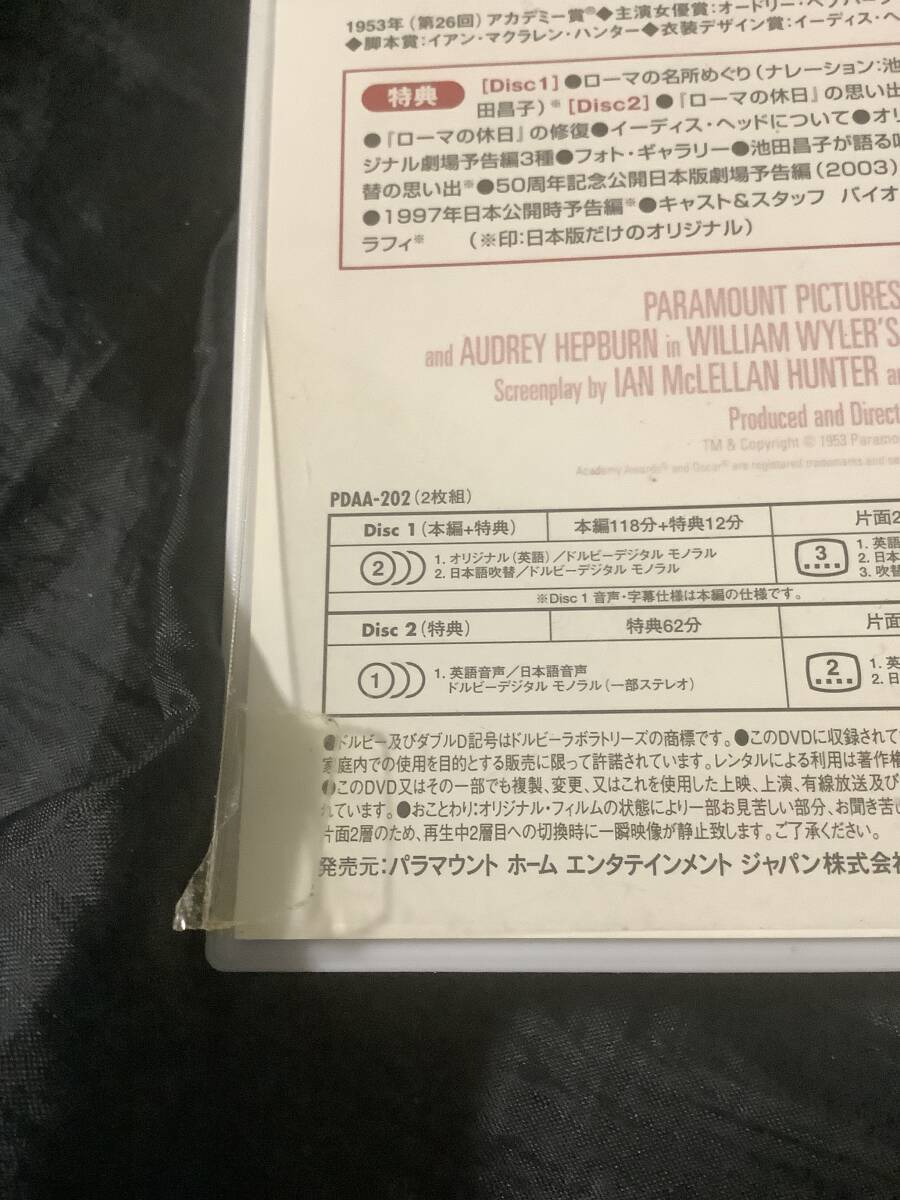 1953年（第26回）アカデミー賞®◆主演女優賞：オードリー・ヘプバーン
◆脚本賞：イアン・マクラレン・ハンター◆衣装デザイン賞：イーディス・ヘ
特典 [Disc1]●ローマの名所めぐり（ナレーション：池
田昌子）※ [Disc2]●『ローマの休日』の思い出
●『ローマの休日』の修復●イーディス・ヘッドについて●オリ
ジナル劇場予告編3種●フォト・ギャラリー●池田昌子が語る吹
替の思い出※●50周年記念公開日本版劇場予告編（2003）
●1997年日本公開時予告編※●キャスト&スタッフ バイオ
ラフィ※ （※印：日本版だけのオリジナル）
PARAMOUNT PICTURES
and AUDREY HEPBURN in WILLIAM WYLER'S
Screenplay by IAN McLELLAN HUNTER
Produced and Direct
TM & Copyright © 1953 Paramo
Academy Awards® and Oscar® are registered trademarks and se
PDAA-202（2枚組）
Disc 1（本編+特典） 本編118分+特典12分 片面2
2 1. オリジナル（英語）／ドルビーデジタル モノラル 3 1. 英語
2. 日本語吹替／ドルビーデジタル モノラル 2. 日本
3. 吹替
※Disc 1 音声・字幕仕様は本編の仕様です。
Disc 2（特典） 特典62分 片面
1 1. 英語音声／日本語音声 2 1. 英
ドルビーデジタル モノラル（一部ステレオ） 2. 日
●ドルビー及びダブルD記号はドルビーラボラトリーズの商標です。●このDVDに収録されて
家庭内での使用を目的とする販売に限って許諾されています。レンタルによる利用は著作権
●このDVD又はその一部でも複製、変更、又はこれを使用した上映、上演、有線放送及び
れています。●おことわり：オリジナル・フィルムの状態により一部お見苦しい部分、お聞き苦し
片面2層のため、再生中2層目への切換時に一瞬映像が静止致します。ご了承ください。
発売元：パラマウント ホーム エンタテインメント ジャパン株式会社